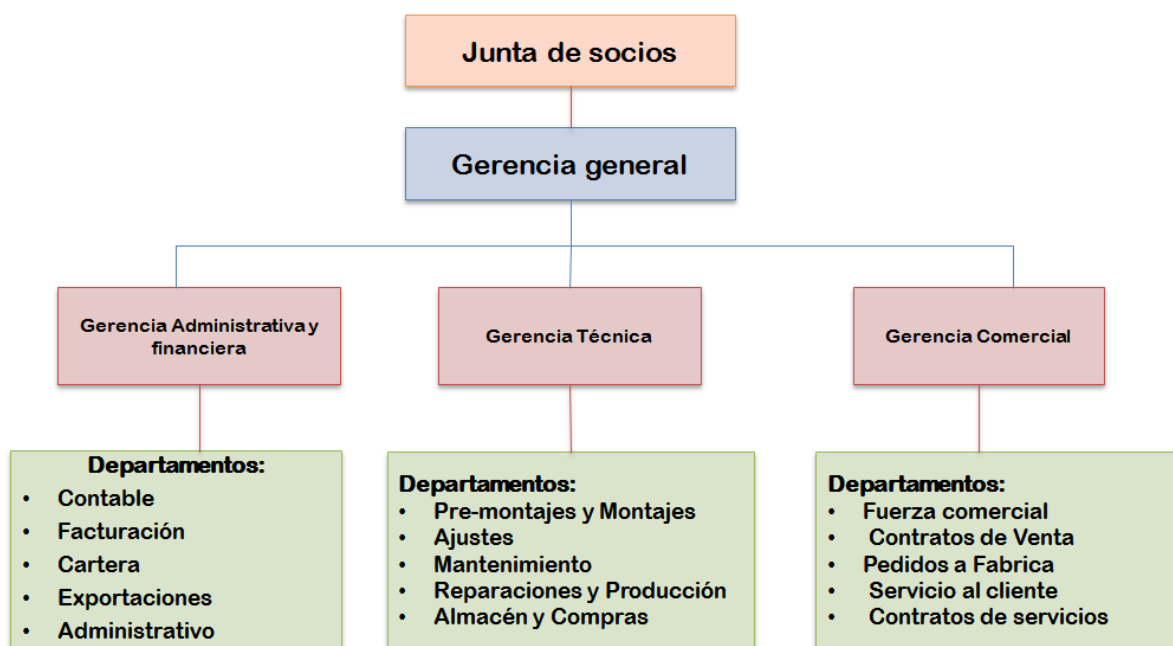 Junta de socios
Gerencia general
Gerencia Administrativa y
financiera
Gerencia Técnica
Gerencia Comercial
Departamentos:
• Contable
• Facturación
• Cartera
• Exportaciones
• Administrativo
Departamentos:
• Pre-montajes y Montajes
• Ajustes
• Mantenimiento
• Reparaciones y Producción
• Almacén y Compras
Departamentos:
• Fuerza comercial
• Contratos de Venta
• Pedidos a Fabrica
• Servicio al cliente
• Contratos de servicios